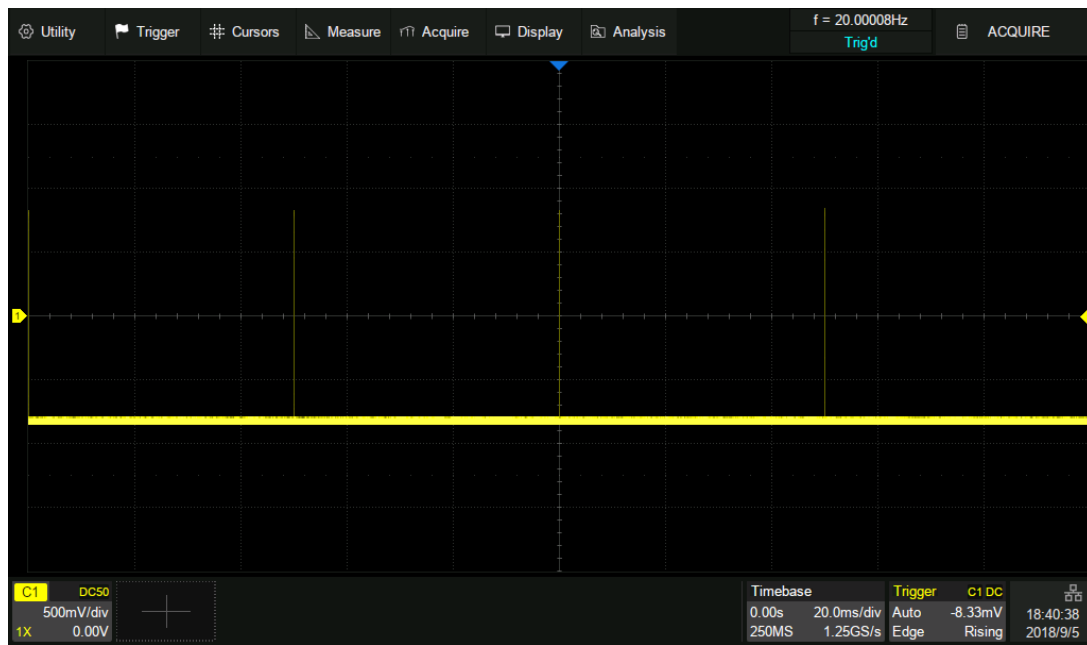 Utility Trigger Cursors Measure Acquire Display Analysis f = 20.00008Hz ACQUIRE
Trig'd
1
C1 DC50 Timebase Trigger C1 DC
500mV/div 0.00s 20.0ms/div Auto -8.33mV 18:40:38
1X 0.00V 250MS 1.25GS/s Edge Rising 2018/9/5